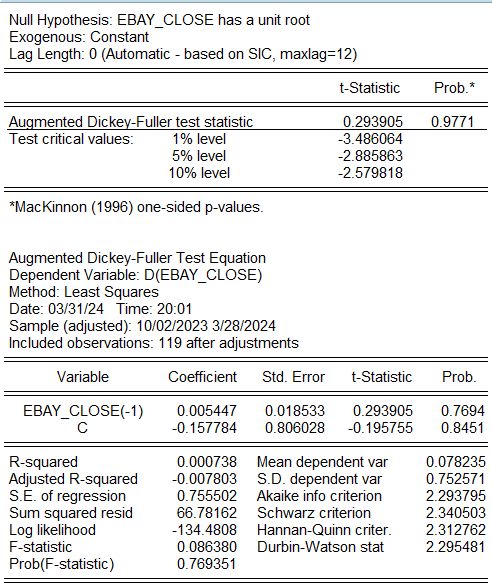 Null Hypothesis: EBAY_CLOSE has a unit root
Exogenous: Constant
Lag Length: 0 (Automatic - based on SIC, maxlag=12)
t-Statistic Prob.*
Augmented Dickey-Fuller test statistic 0.293905 0.9771
Test critical values: 1% level -3.486064
5% level -2.885863
10% level -2.579818
*MacKinnon (1996) one-sided p-values.
Augmented Dickey-Fuller Test Equation
Dependent Variable: D(EBAY_CLOSE)
Method: Least Squares
Date: 03/31/24 Time: 20:01
Sample (adjusted): 10/02/2023 3/28/2024
Included observations: 119 after adjustments
Variable Coefficient Std. Error t-Statistic Prob.
EBAY_CLOSE(-1) 0.005447 0.018533 0.293905 0.7694
C -0.157784 0.806028 -0.195755 0.8451
R-squared 0.000738 Mean dependent var 0.078235
Adjusted R-squared -0.007803 S.D. dependent var 0.752571
S.E. of regression 0.755502 Akaike info criterion 2.293795
Sum squared resid 66.78162 Schwarz criterion 2.340503
Log likelihood -134.4808 Hannan-Quinn criter. 2.312762
F-statistic 0.086380 Durbin-Watson stat 2.295481
Prob(F-statistic) 0.769351